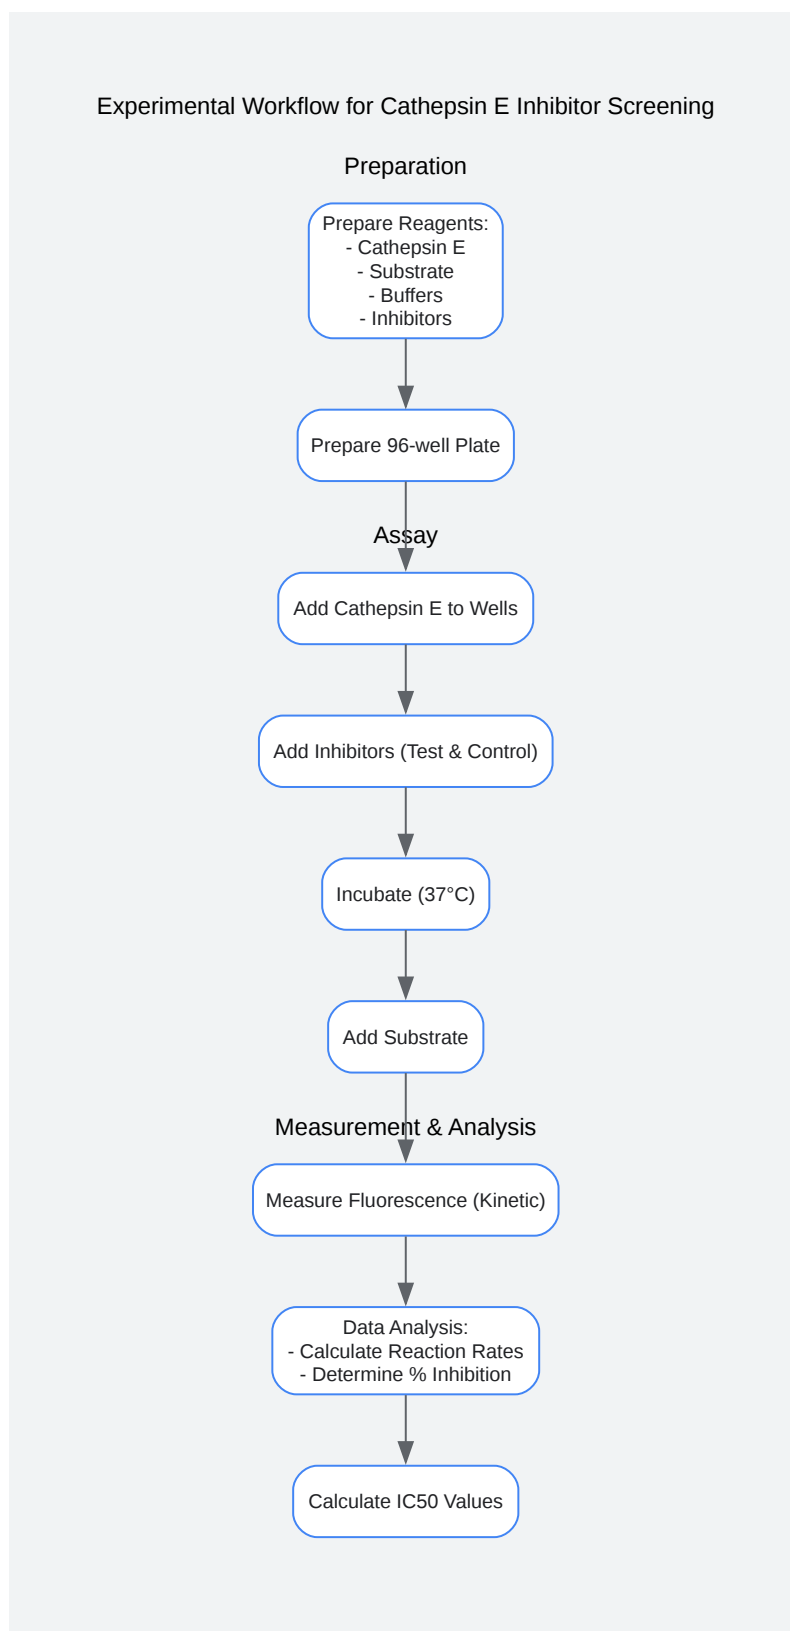 Experimental Workflow for Cathepsin E Inhibitor Screening
Preparation
Prepare Reagents:
- Cathepsin E
- Substrate
- Buffers
- Inhibitors
Prepare 96-well Plate
Assay
Add Cathepsin E to Wells
Add Inhibitors (Test & Control)
Incubate (37°C)
Add Substrate
Measurement & Analysis
Measure Fluorescence (Kinetic)
Data Analysis:
- Calculate Reaction Rates
- Determine % Inhibition
Calculate IC50 Values